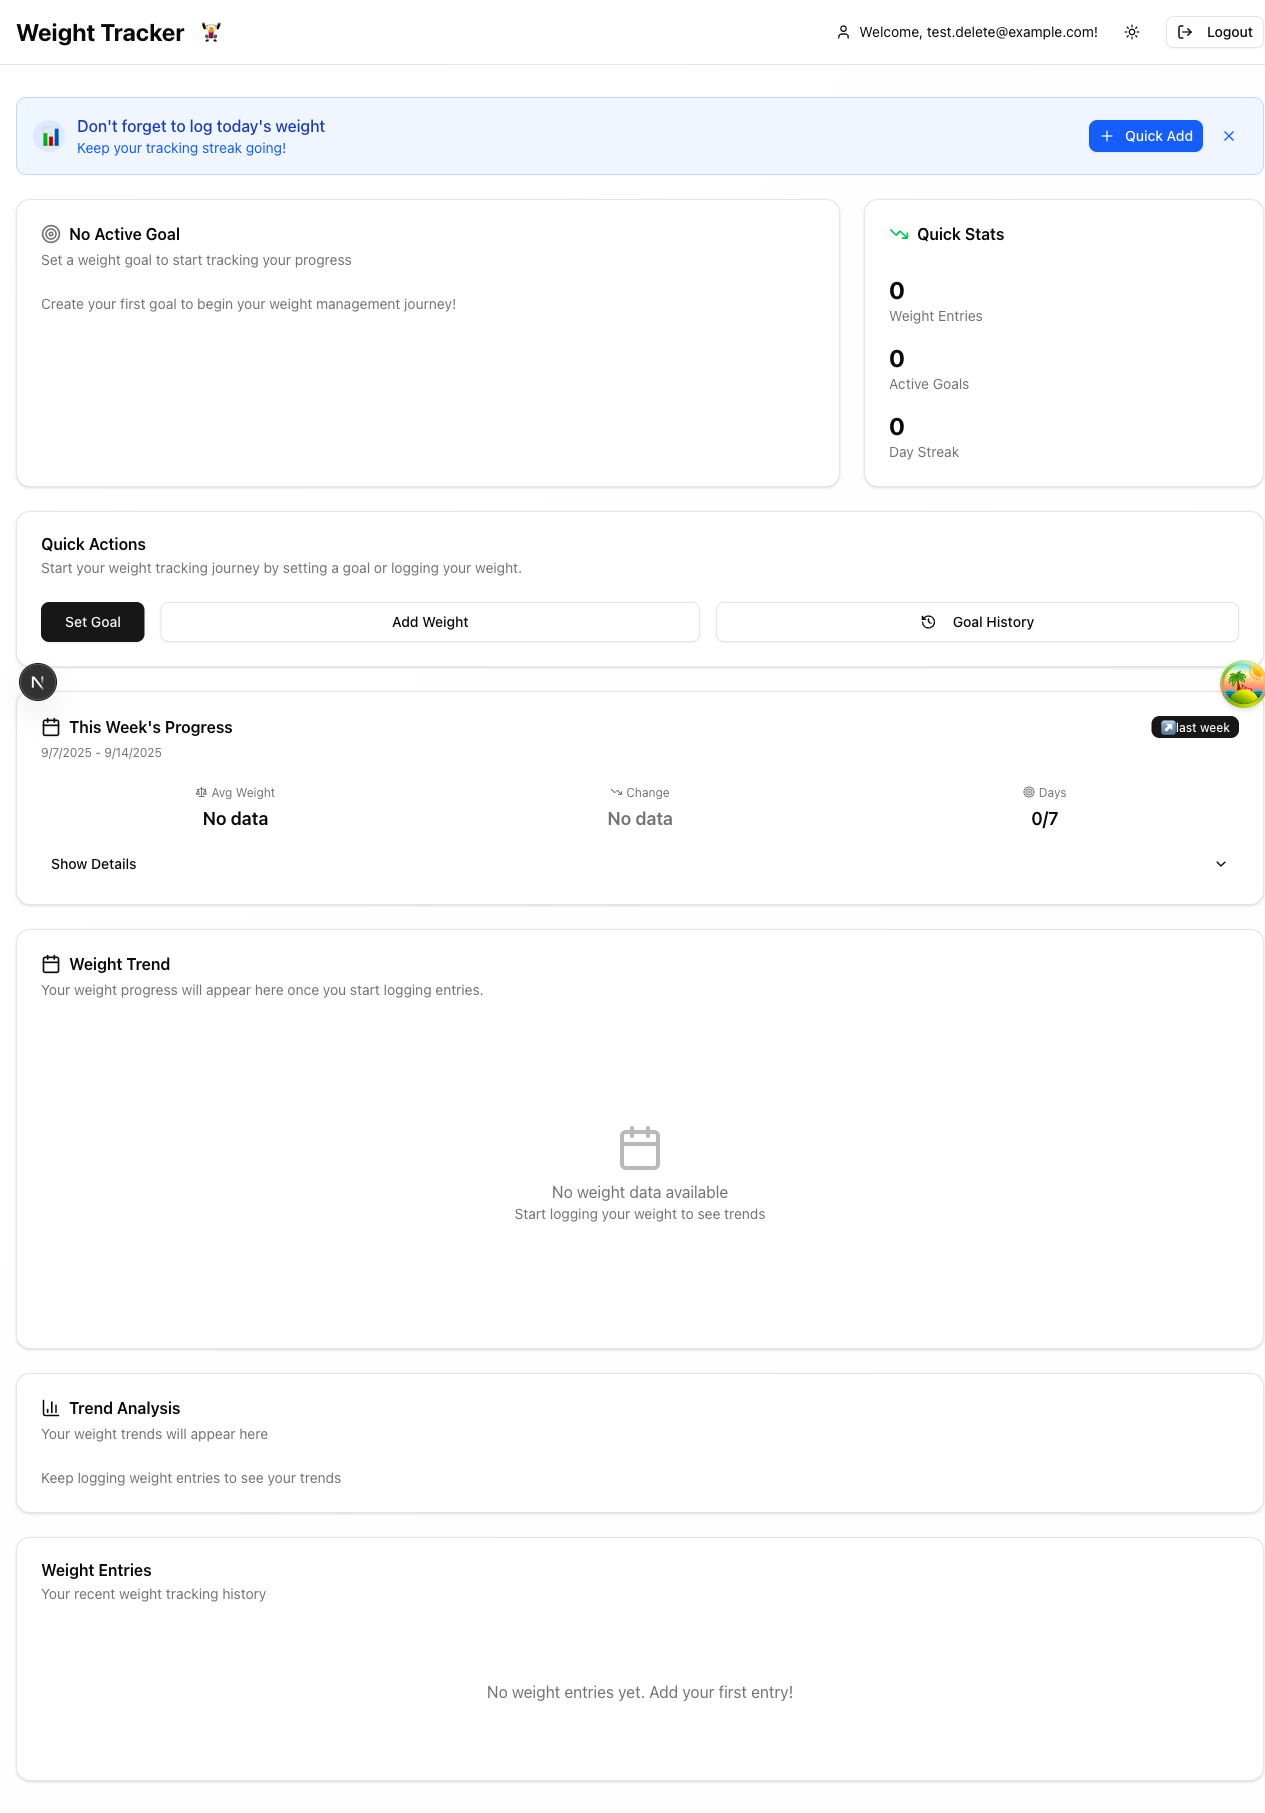 Weight Tracker
Welcome, test.delete@example.com!
Logout
Don't forget to log today's weight
Keep your tracking streak going!
Quick Add
No Active Goal
Set a weight goal to start tracking your progress
Create your first goal to begin your weight management journey!
Quick Stats
0
Weight Entries
0
Active Goals
0
Day Streak
Quick Actions
Start your weight tracking journey by setting a goal or logging your weight.
Set Goal
Add Weight
Goal History
N
This Week's Progress
last week
9/7/2025 - 9/14/2025
Avg Weight
No data
Change
No data
Days
0/7
Show Details
Weight Trend
Your weight progress will appear here once you start logging entries.
No weight data available
Start logging your weight to see trends
Trend Analysis
Your weight trends will appear here
Keep logging weight entries to see your trends
Weight Entries
Your recent weight tracking history
No weight entries yet. Add your first entry!